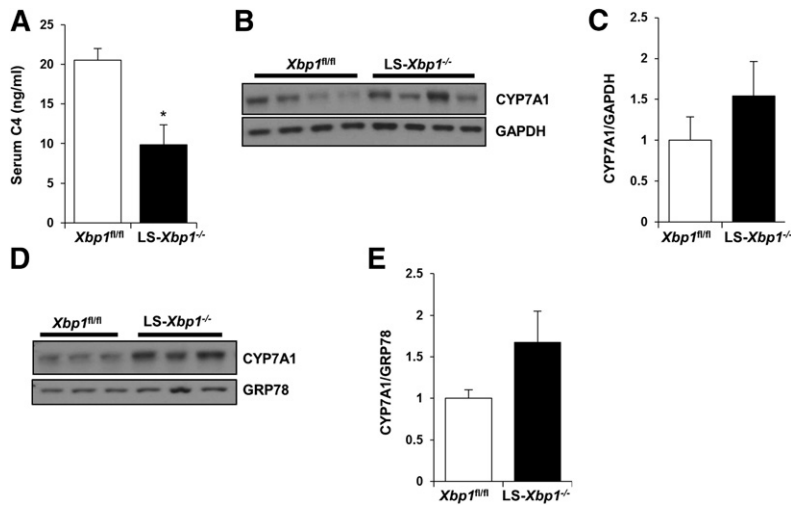 A
Serum C4 (ng/ml)
25
20
15
10
5
0
*
Xbp1fl/fl
LS-Xbp1-/-
B
Xbp1fl/fl
LS-Xbp1-/-
CYP7A1
GAPDH
C
CYP7A1/GAPDH
2.5
2
1.5
1
0.5
0
Xbp1fl/fl
LS-Xbp1-/-
D
Xbp1fl/fl
LS-Xbp1-/-
CYP7A1
GRP78
E
CYP7A1/GRP78
2.5
2
1.5
1
0.5
0
Xbp1fl/fl
LS-Xbp1-/-